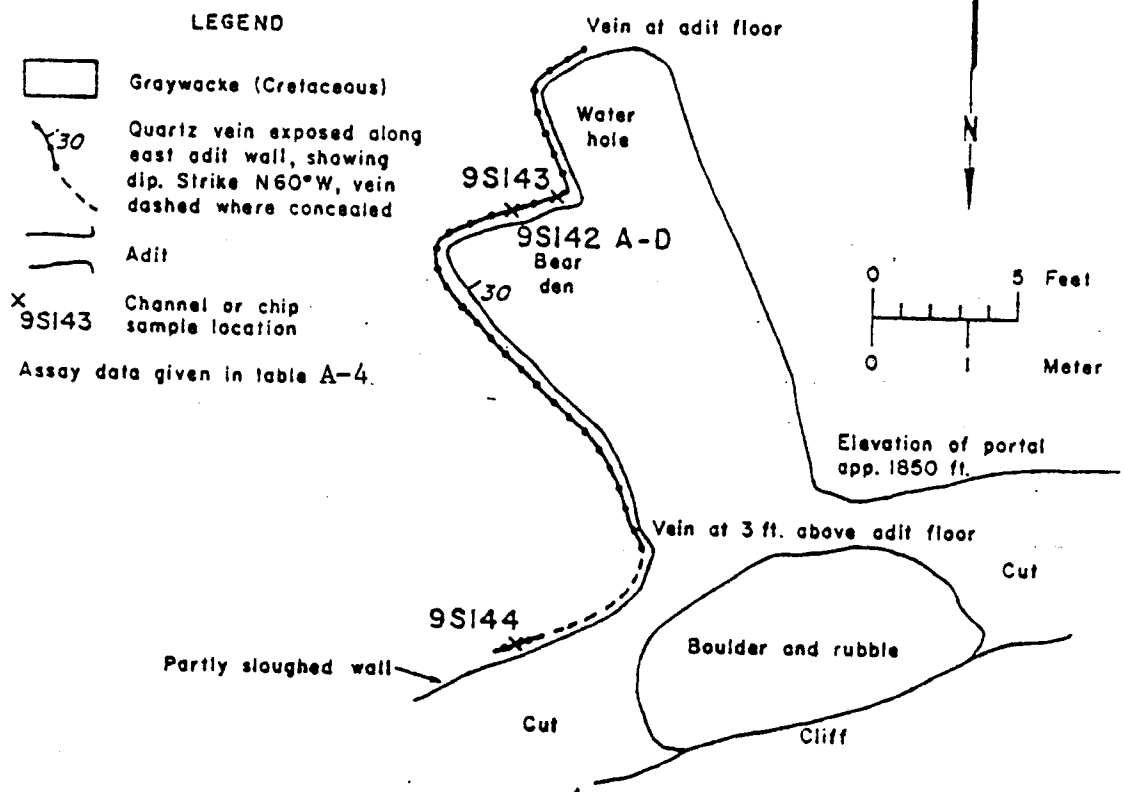 LEGEND
Graywacke (Cretaceous)
30
Quartz vein exposed along
east adit wall, showing
dip. Strike N60°W, vein
dashed where concealed
Adit
X
9S143
Channel or chip
sample location
Assay data given in table A-4.
Vein at adit floor
Water
hole
9S143
9S142 A-D
Bear
den
30
N
0 5 Feet
0 1 Meter
Elevation of portal
app. 1850 ft.
Vein at 3 ft. above adit floor
Cut
9S144
Boulder and rubble
Partly sloughed wall
Cut
Cliff